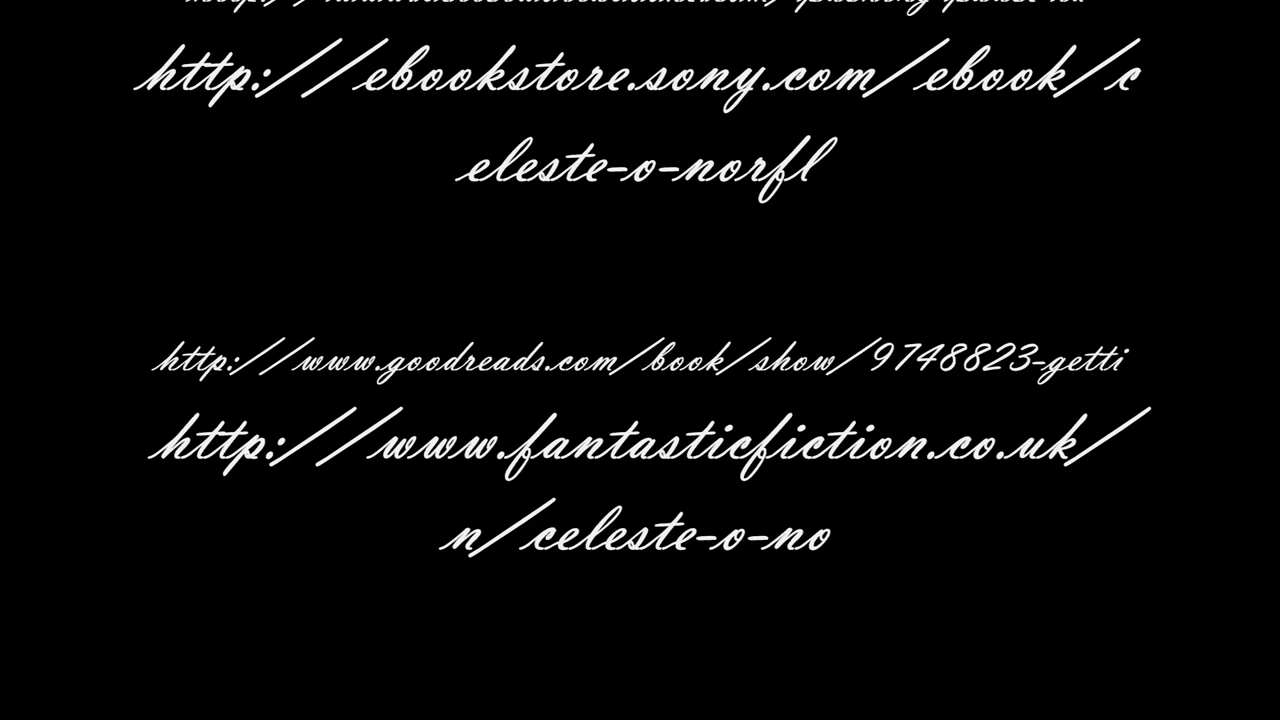 http://ebookstore.sony.com/ebook/c
eleste-o-norfl
http://www.goodreads.com/book/show/9748823-getti
http://www.fantasticfiction.co.uk/
n/celeste-o-no